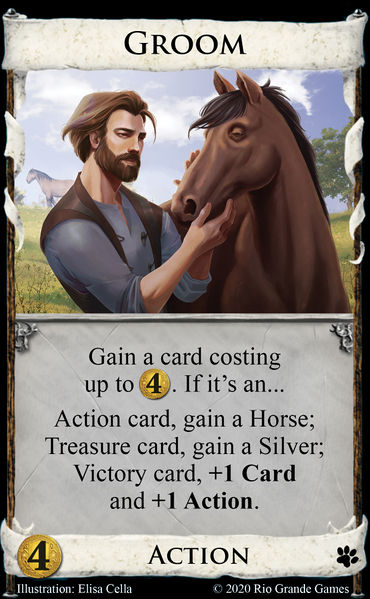 GROOM
Gain a card costing
up to 4. If it's an...
Action card, gain a Horse;
Treasure card, gain a Silver;
Victory card, +1 Card
and +1 Action.
4 ACTION
Illustration: Elisa Cella © 2020 Rio Grande Games